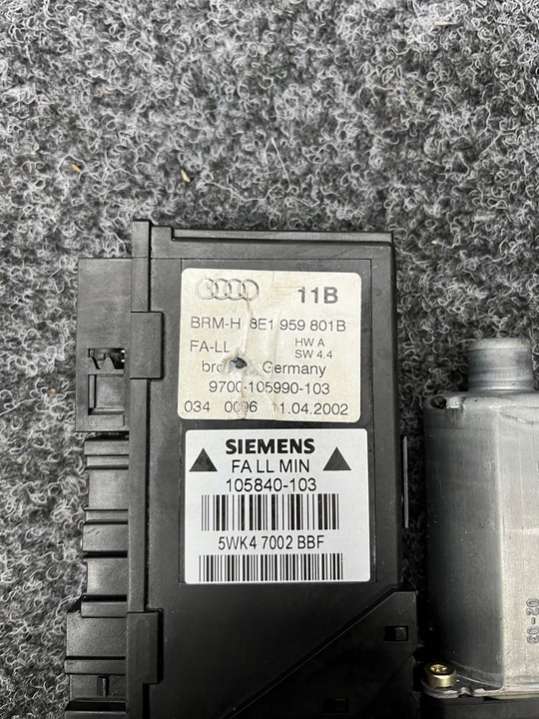 11B
BRM-H 8E1 959 801B
FA-LL HW A
SW 4.4
Germany
9700-105990-103
034 0096 11.04.2002
SIEMENS
FA LL MIN
105840-103
5WK4 7002 BBF